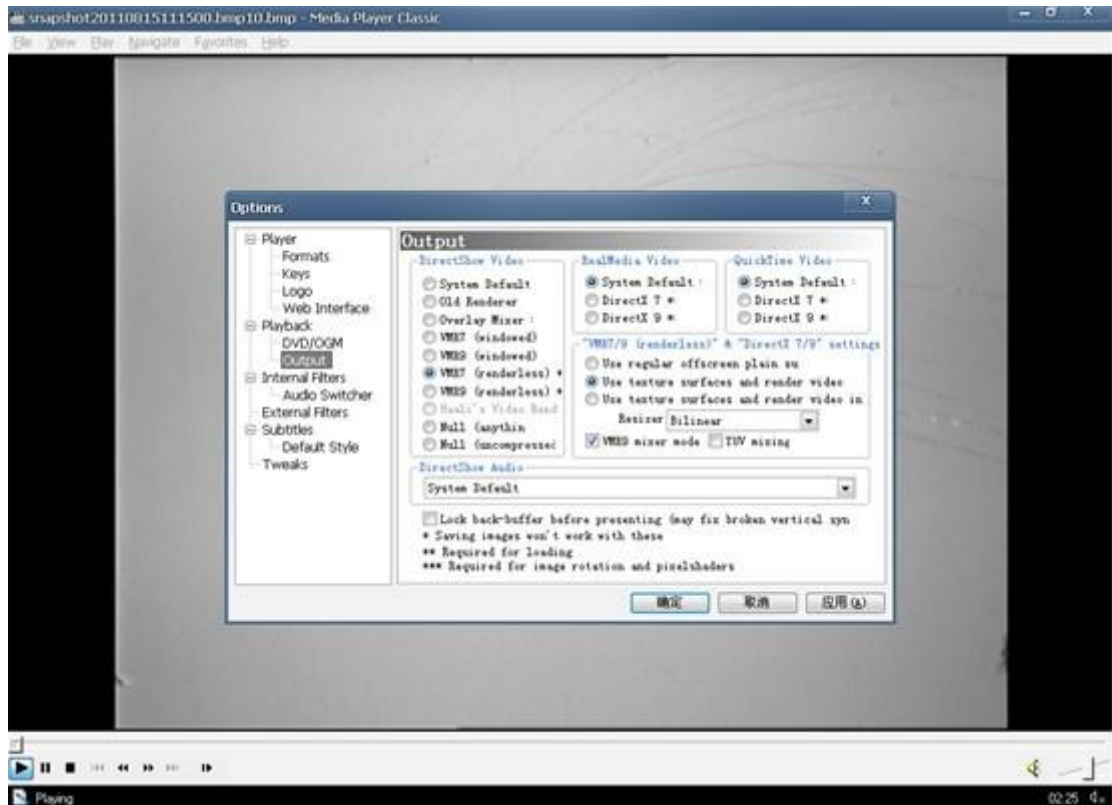 snapshot20110815111500.bmp10.bmp - Media Player Classic
File View Play Navigate Favorites Help
Options
Player
Formats
Keys
Logo
Web Interface
Playback
DVD/OGM
Output
Internal Filters
Audio Switcher
External Filters
Subtitles
Default Style
Tweaks
Output
DirectShow Video
System Default
Old Renderer
Overlay Mixer
VMR7 (windowed)
VMR9 (windowed)
VMR7 (renderless) *
VMR9 (renderless) *
Haali's Video Rend
Null (anythin
Null (uncompressed
RealMedia Video
System Default
DirectX 7 *
DirectX 9 *
QuickTime Video
System Default
DirectX 7 *
DirectX 9 *
"VMR7/9 (renderless)" & "DirectX 7/9" settings
Use regular offscreen plain su
Use texture surfaces and render video
Use texture surfaces and render video in
Resizer Bilinear
VMR9 mixer mode YUV mixing
DirectShow Audio
System Default
Lock back-buffer before presenting (may fix broken vertical syn
* Saving images won't work with these
** Required for loading
*** Required for image rotation and pixelshaders
确定 取消 应用(A)
Playing
02:25